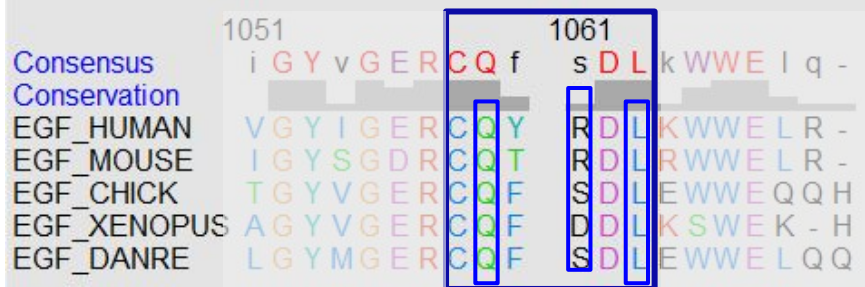 1051 1061
Consensus i G Y v G E R C Q f s D L k W W E l q -
Conservation
EGF_HUMAN V G Y I G E R C Q Y R D L K W W E L R -
EGF_MOUSE I G Y S G D R C Q T R D L R W W E L R -
EGF_CHICK T G Y V G E R C Q F S D L E W W E Q Q H
EGF_XENOPUS A G Y V G E R C Q F D D L K S W E K - H
EGF_DANRE L G Y M G E R C Q F S D L E W W E L Q Q